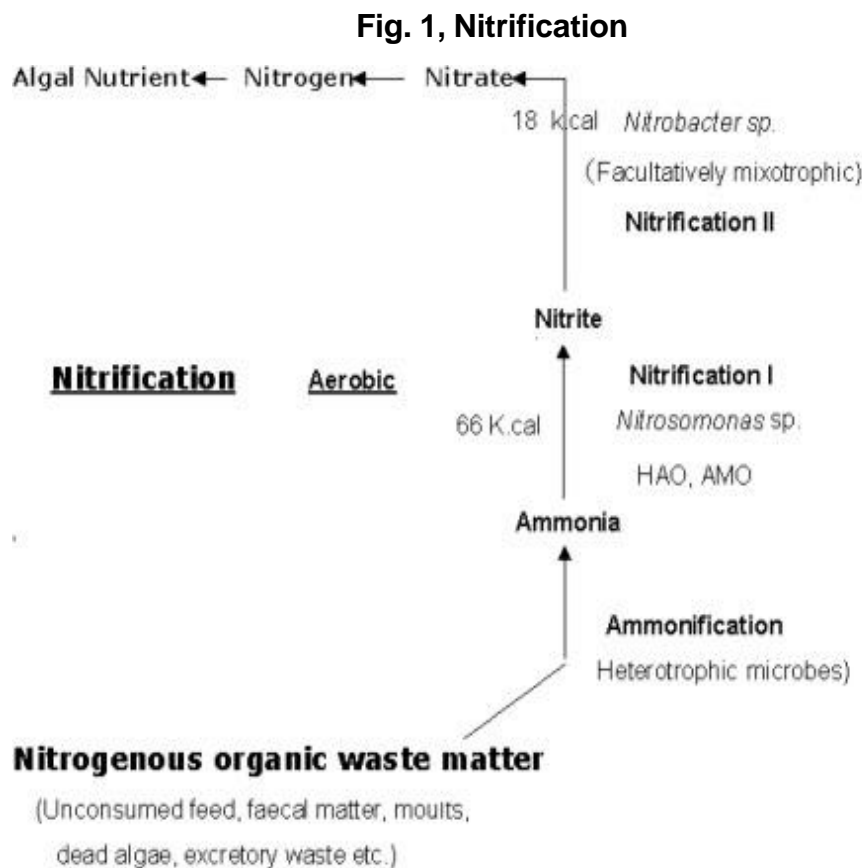 Fig. 1, Nitrification
Algal Nutrient Nitrogen Nitrate
18 k.cal Nitrobacter sp.
(Facultatively mixotrophic)
Nitrification II
Nitrite
Nitrification Aerobic Nitrification I
66 K.cal Nitrosomonas sp.
HAO, AMO
Ammonia
Ammonification
Heterotrophic microbes)
Nitrogenous organic waste matter
(Unconsumed feed, faecal matter, moults,
dead algae, excretory waste etc.)